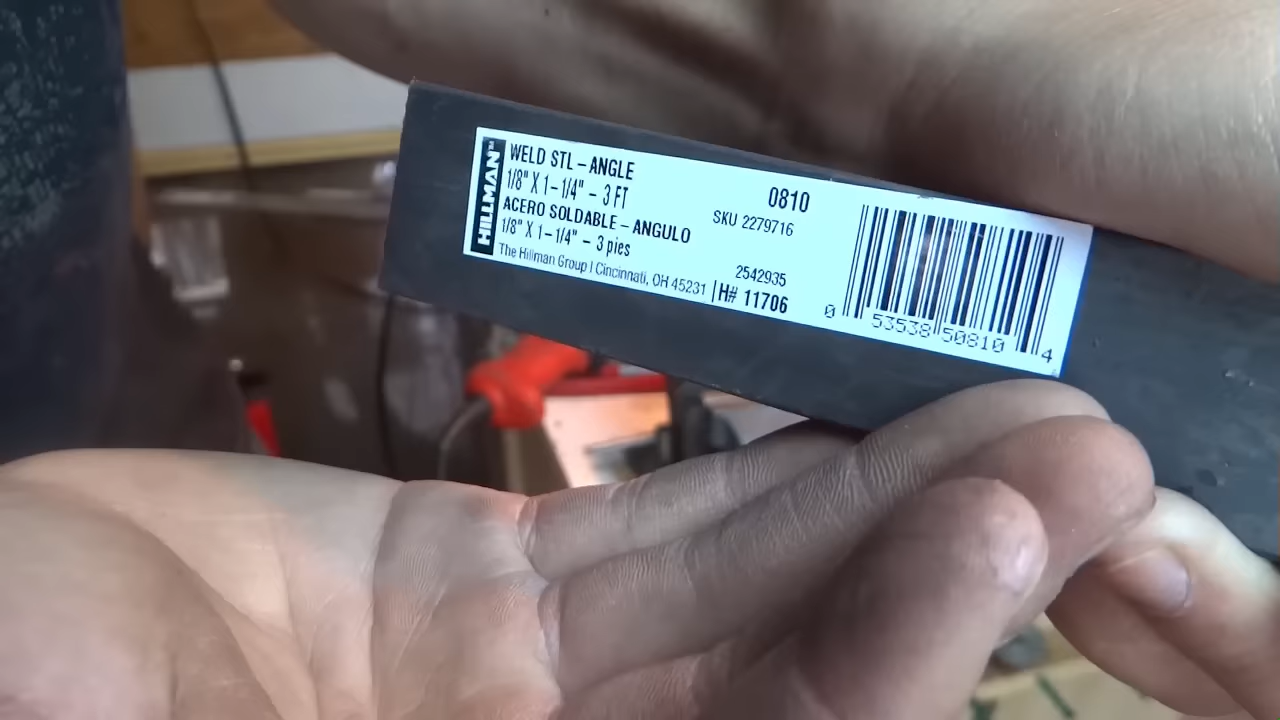 HILLMAN™
WELD STL – ANGLE
1/8" X 1–1/4" – 3 FT
ACERO SOLDABLE – ANGULO
1/8" X 1–1/4" – 3 pies
The Hillman Group | Cincinnati, OH 45231
0810
SKU 2279716
2542935
H# 11706
0 53538 50810 4